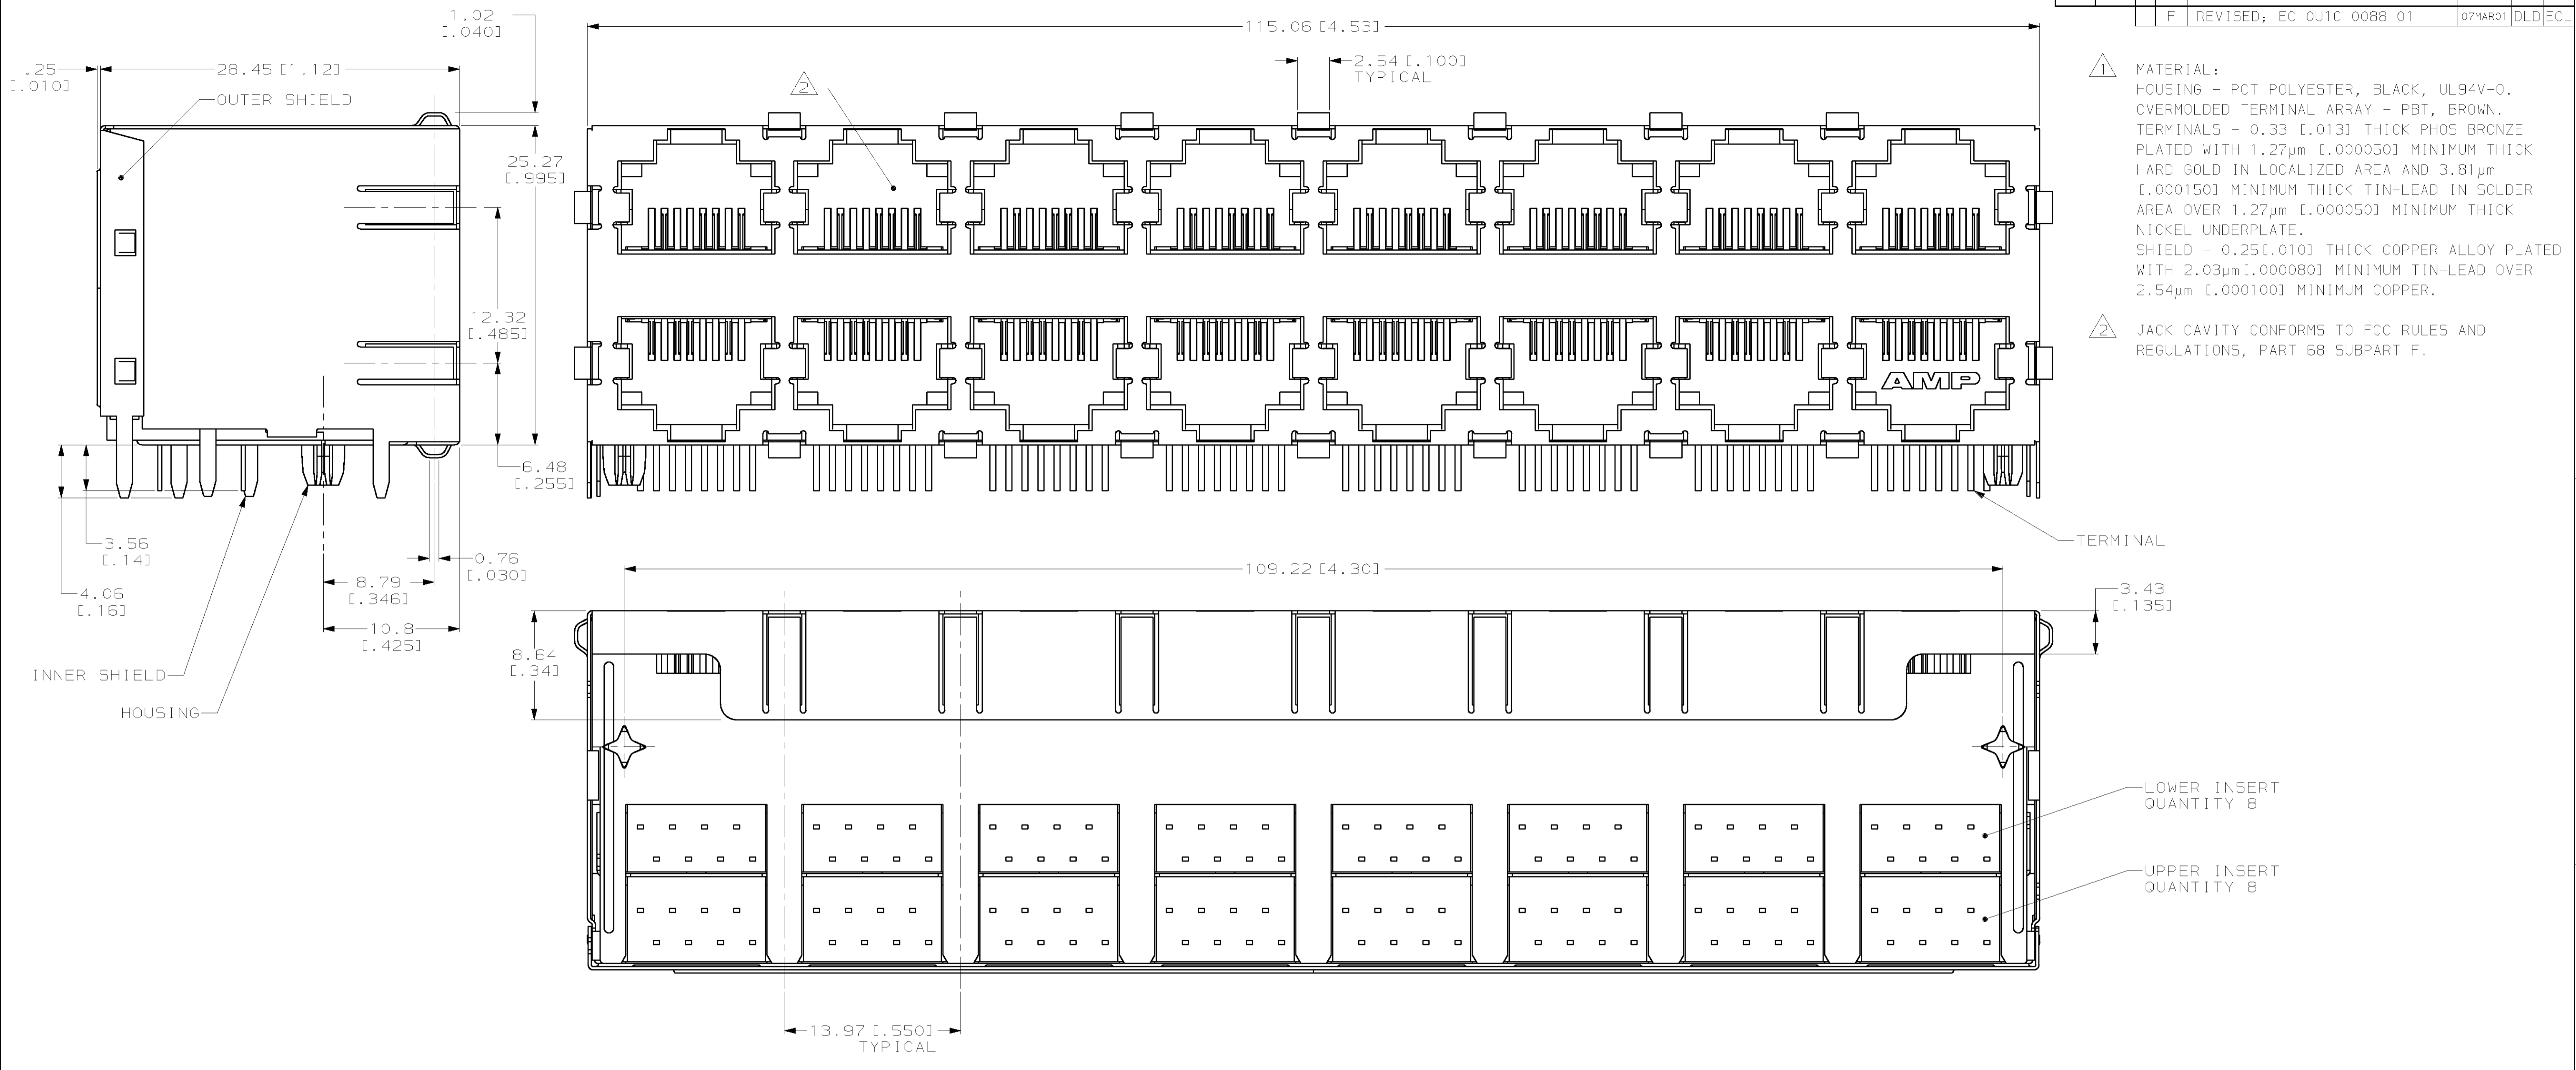 F REVISED; EC 0U1C-0088-01 07MAR01 DLD ECL
1.02
[.040]
.25
[.010]
28.45 [1.12]
OUTER SHIELD
25.27
[.995]
12.32
[.485]
6.48
[.255]
3.56
[.14]
4.06
[.16]
0.76
[.030]
8.79
[.346]
10.8
[.425]
INNER SHIELD
HOUSING
115.06 [4.53]
2.54 [.100]
TYPICAL
2
AMP
TERMINAL
109.22 [4.30]
3.43
[.135]
8.64
[.34]
LOWER INSERT
QUANTITY 8
UPPER INSERT
QUANTITY 8
13.97 [.550]
TYPICAL
1 MATERIAL:
HOUSING - PCT POLYESTER, BLACK, UL94V-0.
OVERMOLDED TERMINAL ARRAY - PBT, BROWN.
TERMINALS - 0.33 [.013] THICK PHOS BRONZE
PLATED WITH 1.27µm [.000050] MINIMUM THICK
HARD GOLD IN LOCALIZED AREA AND 3.81µm
[.000150] MINIMUM THICK TIN-LEAD IN SOLDER
AREA OVER 1.27µm [.000050] MINIMUM THICK
NICKEL UNDERPLATE.
SHIELD - 0.25[.010] THICK COPPER ALLOY PLATED
WITH 2.03µm[.000080] MINIMUM TIN-LEAD OVER
2.54µm [.000100] MINIMUM COPPER.
2 JACK CAVITY CONFORMS TO FCC RULES AND
REGULATIONS, PART 68 SUBPART F.